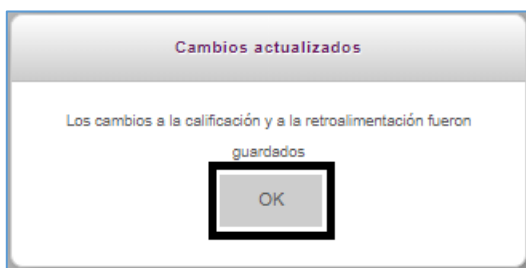 Cambios actualizados
Los cambios a la calificación y a la retroalimentación fueron
guardados
OK